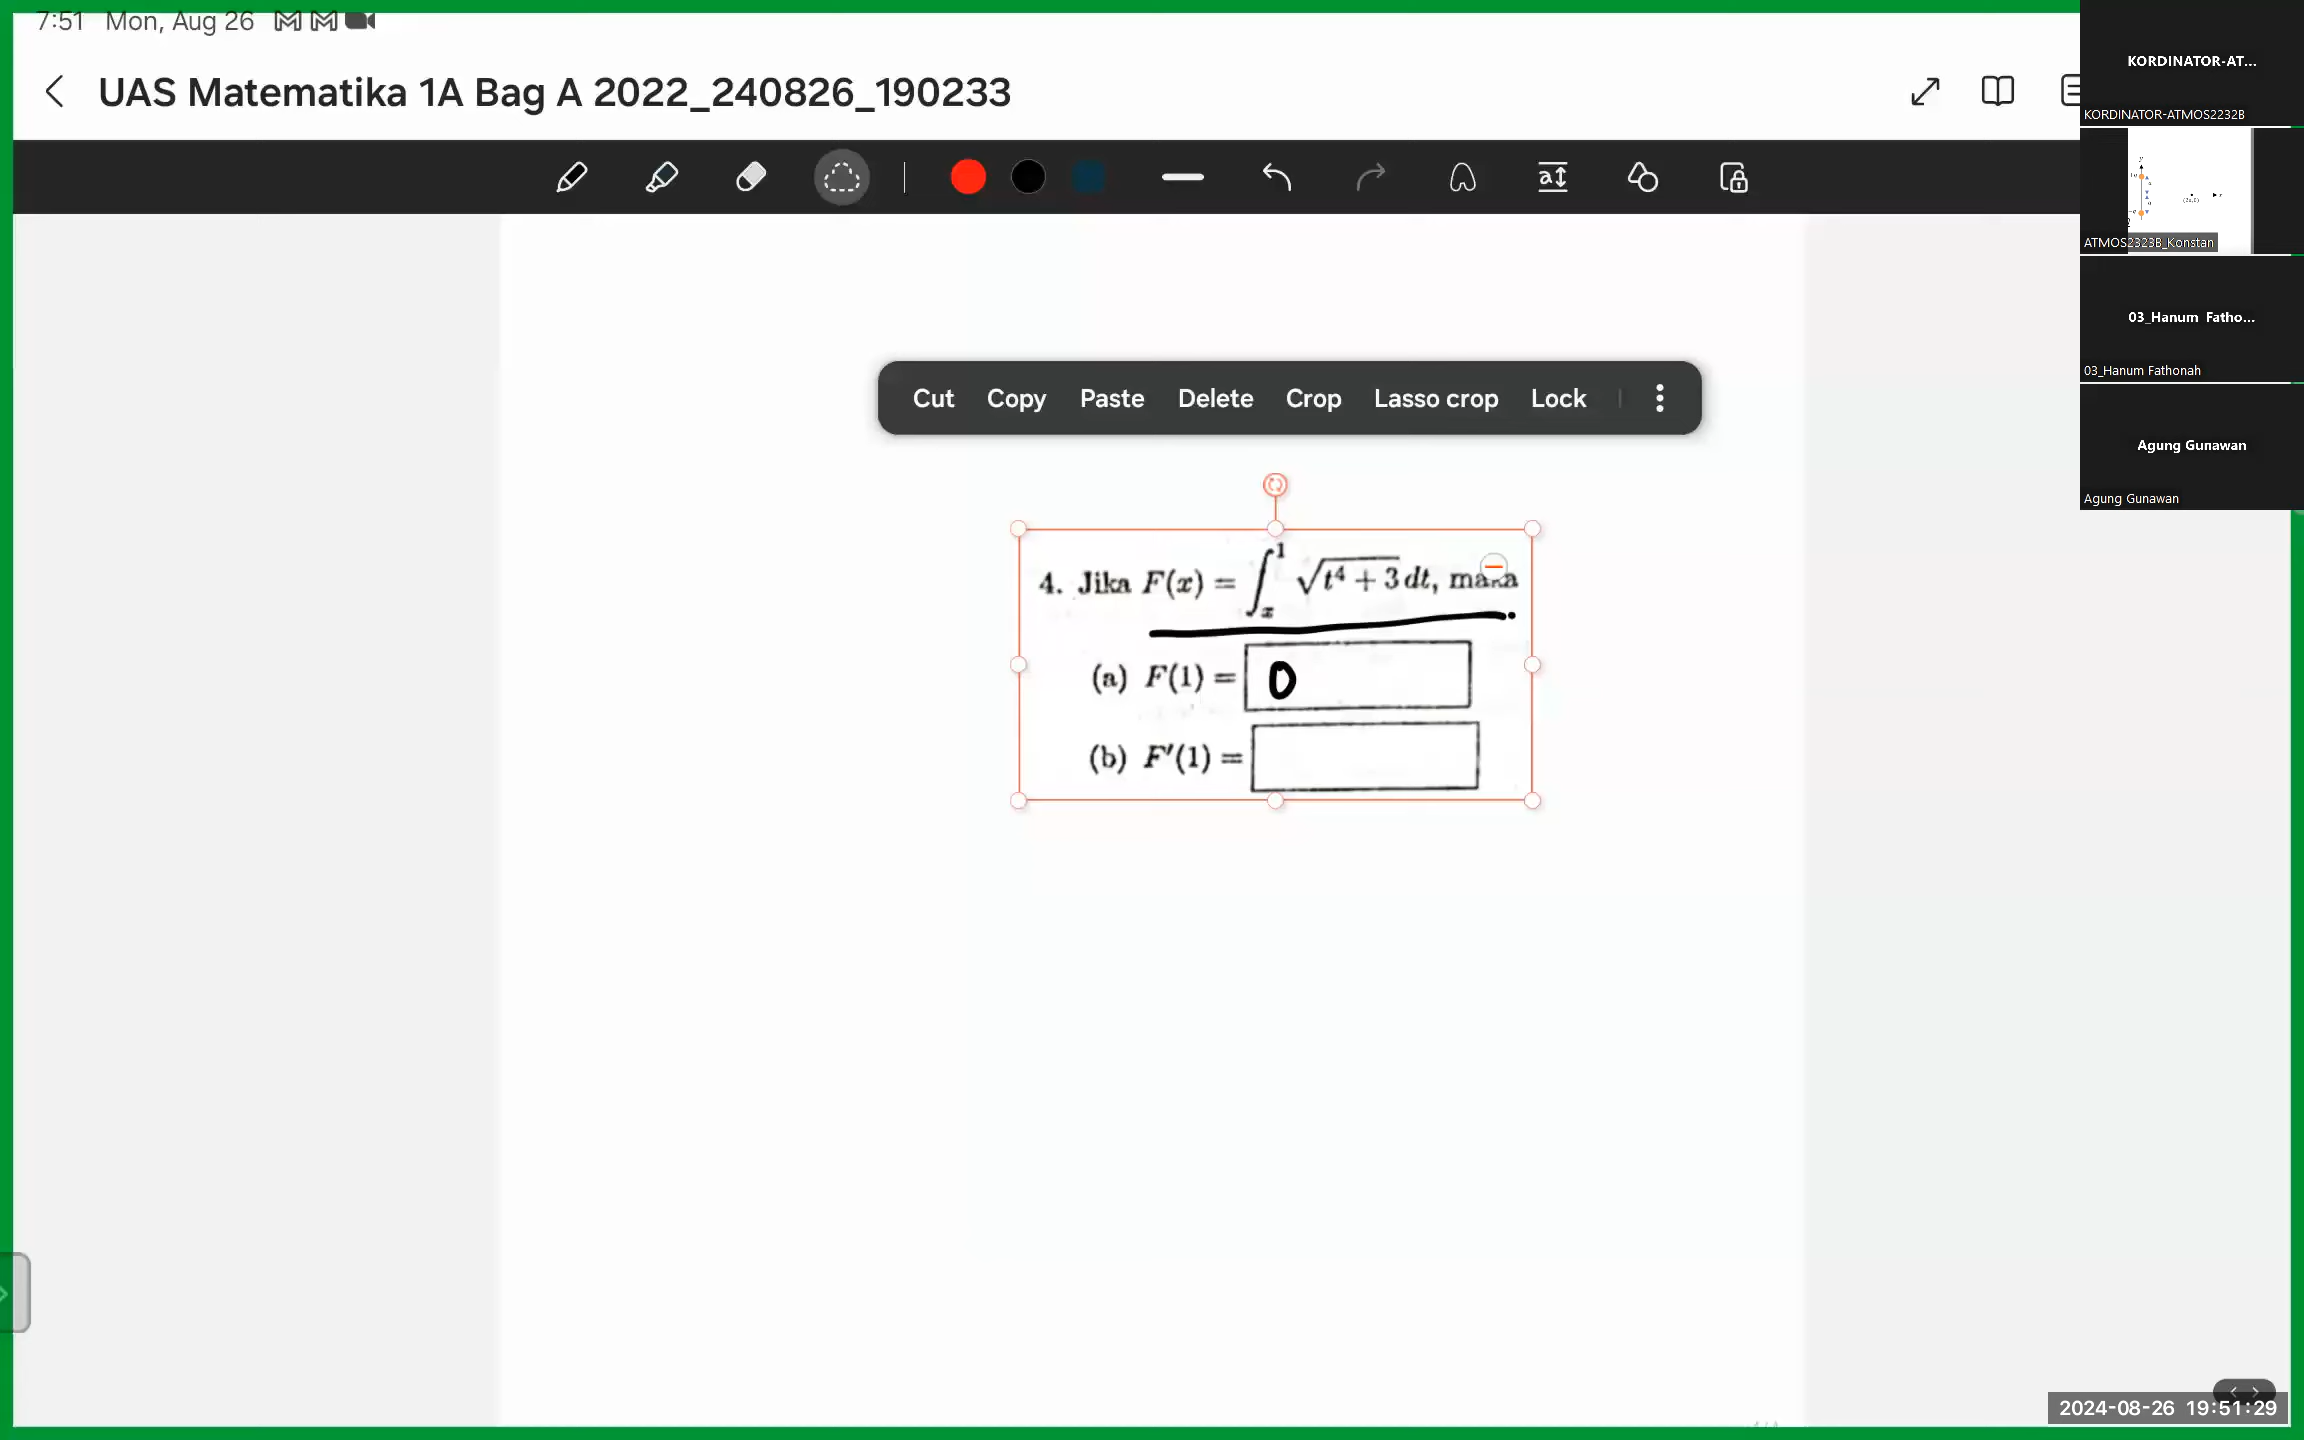 7:51 Mon, Aug 26
UAS Matematika 1A Bag A 2022_240826_190233
Cut Copy Paste Delete Crop Lasso crop Lock
4. Jika F(x) = ∫ₓ¹ √(t⁴ + 3) dt, maka
(a) F(1) = 0
(b) F′(1) =
KORDINATOR-AT...
KORDINATOR-ATMOS2232B
ATMOS2323B_Konstan
03_Hanum Fatho...
03_Hanum Fathonah
Agung Gunawan
Agung Gunawan
2024-08-26 19:51:29